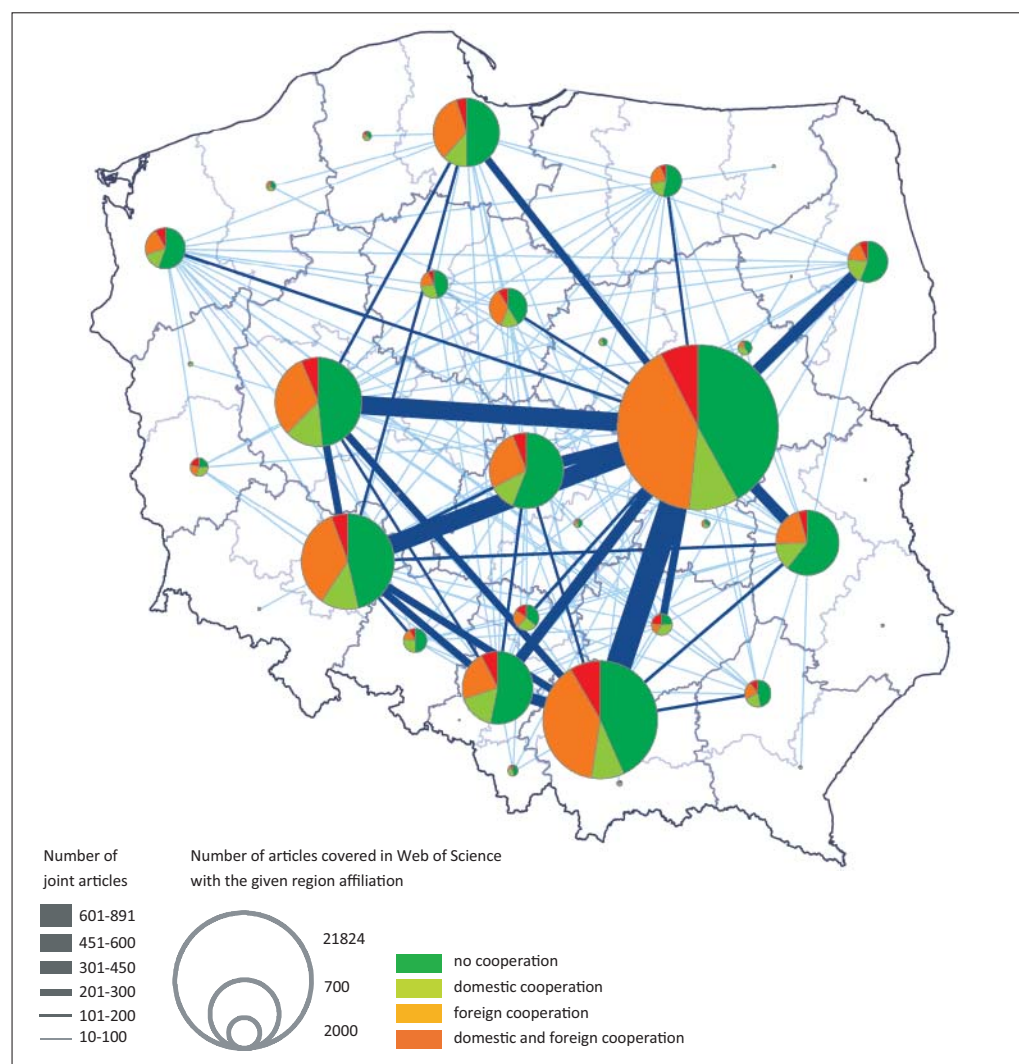 Number of
joint articles
601-891
451-600
301-450
201-300
101-200
10-100
Number of articles covered in Web of Science
with the given region affiliation
21824
700
2000
no cooperation
domestic cooperation
foreign cooperation
domestic and foreign cooperation